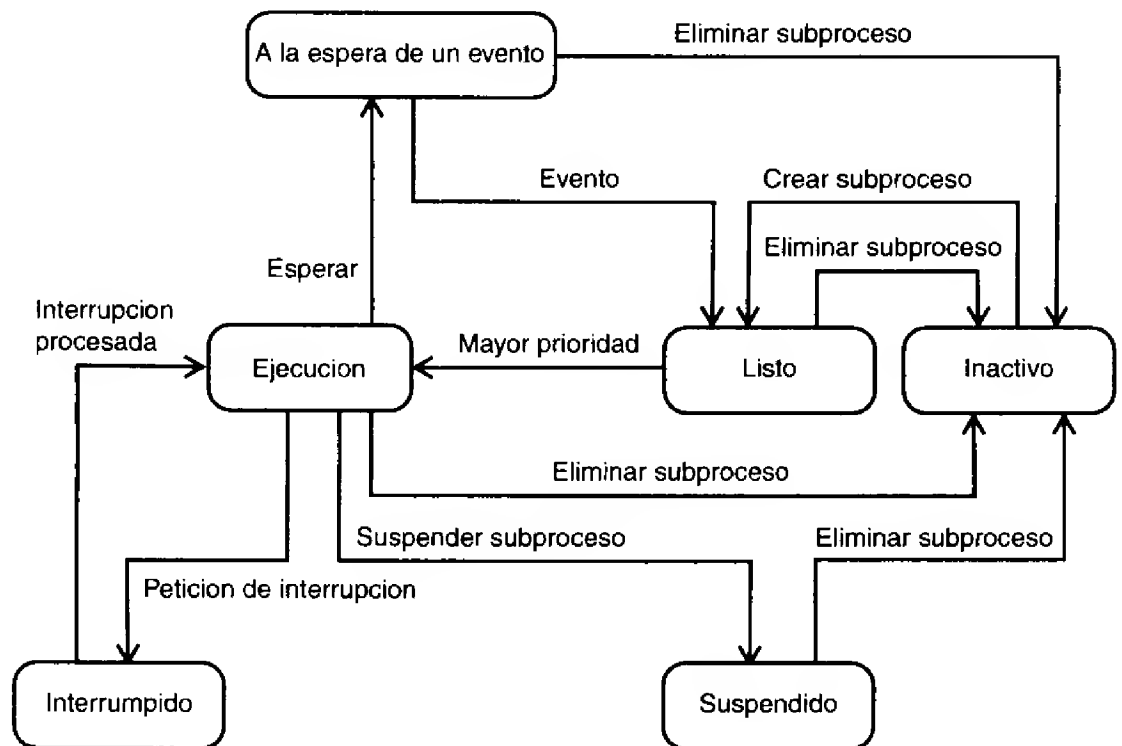 Eliminar subproceso
A la espera de un evento
Evento
Crear subproceso
Eliminar subproceso
Esperar
Interrupcion
procesada
Mayor prioridad
Ejecucion
Listo
Inactivo
Eliminar subproceso
Suspender subproceso
Eliminar subproceso
Peticion de interrupcion
Interrumpido
Suspendido